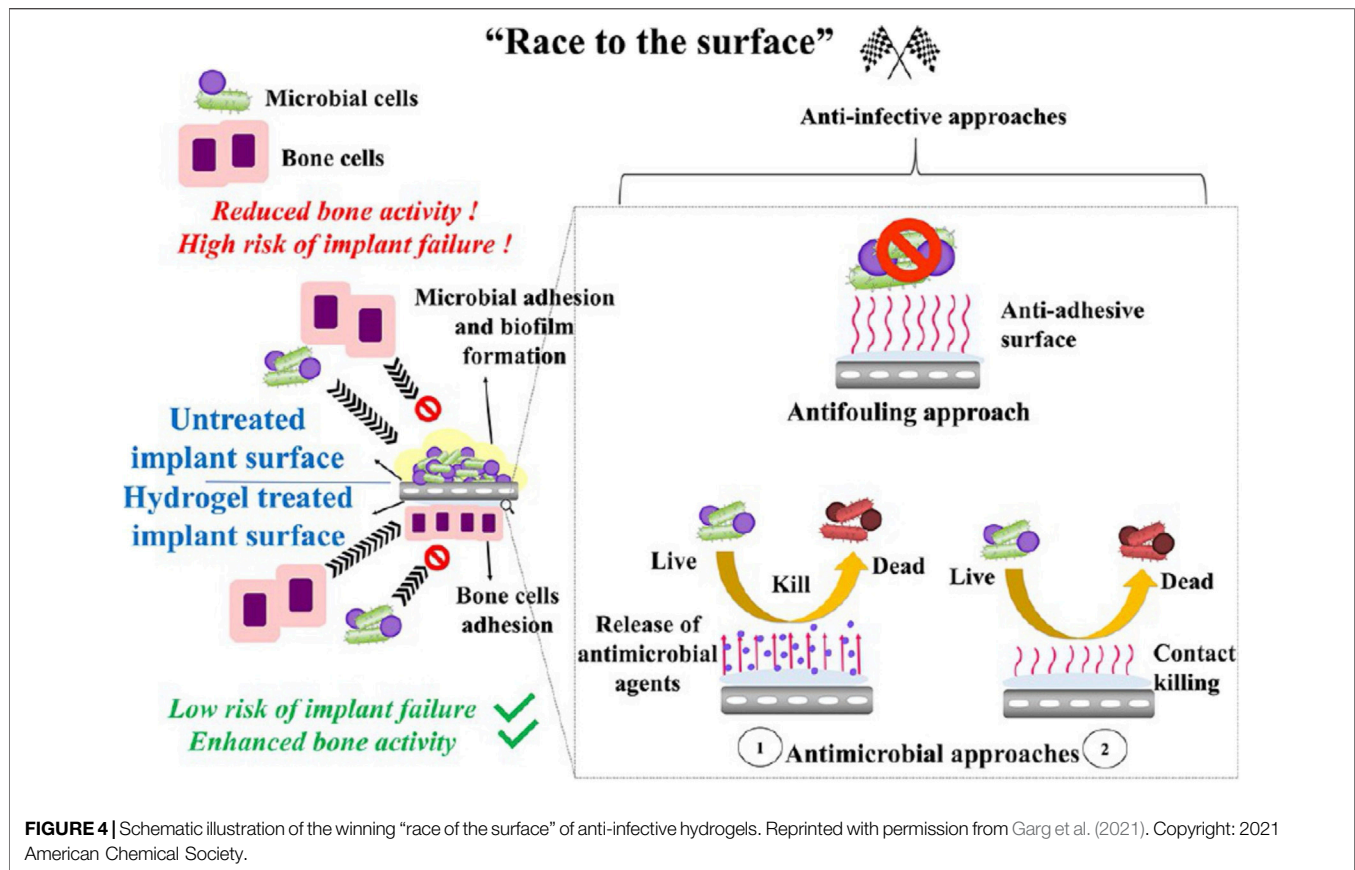 “Race to the surface”
Microbial cells
Bone cells
Reduced bone activity !
High risk of implant failure !
Microbial adhesion
and biofilm
formation
Untreated
implant surface
Hydrogel treated
implant surface
Bone cells
adhesion
Low risk of implant failure
Enhanced bone activity
Anti-infective approaches
Anti-adhesive
surface
Antifouling approach
Live
Kill
Dead
Release of
antimicrobial
agents
Live
Dead
Contact
killing
1 Antimicrobial approaches 2
FIGURE 4 | Schematic illustration of the winning “race of the surface” of anti-infective hydrogels. Reprinted with permission from Garg et al. (2021). Copyright: 2021
American Chemical Society.